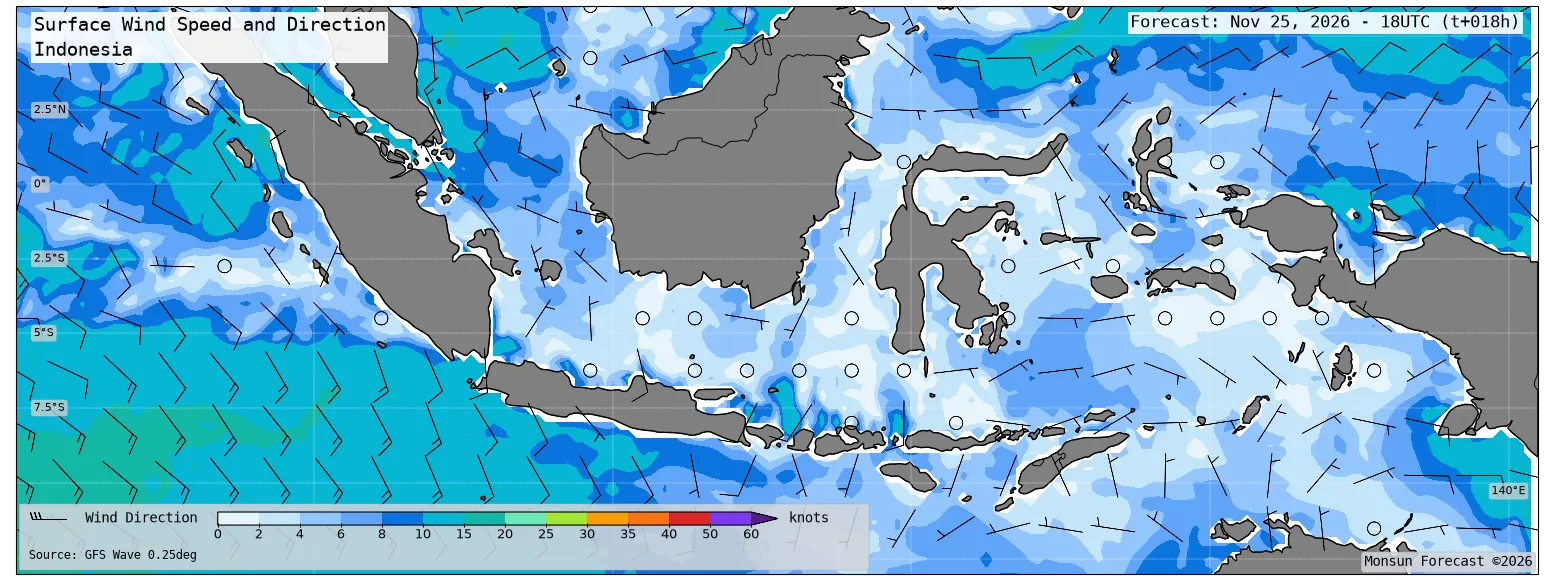 Surface Wind Speed and Direction
Indonesia
Forecast: Nov 25, 2026 - 18UTC (t+018h)
2.5°N
0°
2.5°S
5°S
7.5°S
140°E
Wind Direction
0 2 4 6 8 10 15 20 25 30 35 40 50 60
knots
Source: GFS Wave 0.25deg
Monsun Forecast ©2026